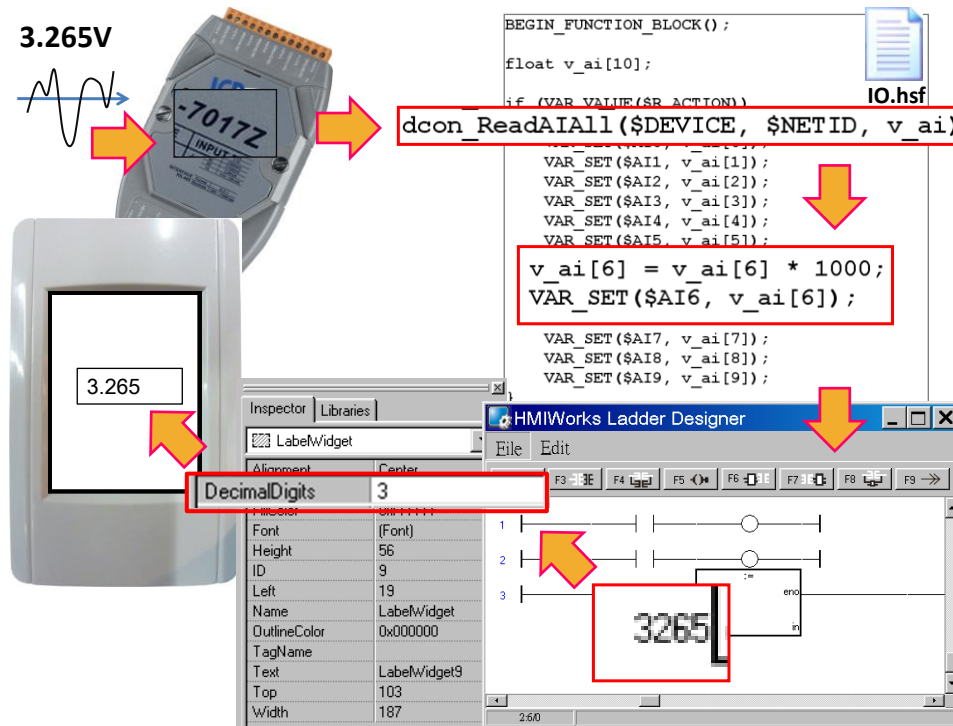 3.265V
-7017Z
INPUT
BEGIN_FUNCTION_BLOCK();
float v_ai[10];
if (VAR_VALUE($R_ACTION))
IO.hsf
dcon_ReadAIAll($DEVICE, $NETID, v_ai)
VAR_SET($AI1, v_ai[1]);
VAR_SET($AI2, v_ai[2]);
VAR_SET($AI3, v_ai[3]);
VAR_SET($AI4, v_ai[4]);
VAR_SET($AI5, v_ai[5]);
v_ai[6] = v_ai[6] * 1000;
VAR_SET($AI6, v_ai[6]);
VAR_SET($AI7, v_ai[7]);
VAR_SET($AI8, v_ai[8]);
VAR_SET($AI9, v_ai[9]);
3.265
Inspector Libraries
LabelWidget
Alignment Center
DecimalDigits 3
Font (Font)
Height 56
ID 9
Left 19
Name LabelWidget
OutlineColor 0x000000
TagName
Text LabelWidget9
Top 103
Width 187
HMIWorks Ladder Designer
File Edit
F3 F4 F5 F6 F7 F8 F9
1
2
3
:=
eno
in
3265
2:6/0